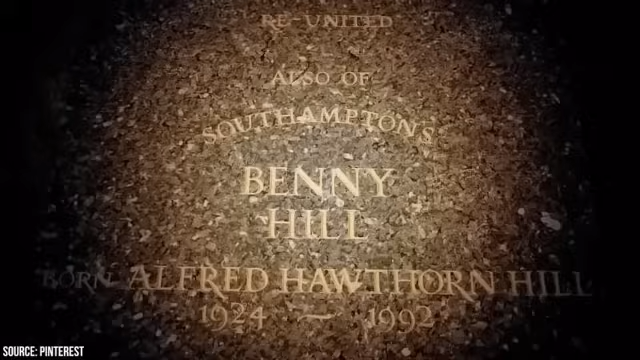 RE-UNITED
ALSO OF
SOUTHAMPTON'S
BENNY
HILL
BORN ALFRED HAWTHORN HILL
1924 — 1992
SOURCE: PINTEREST